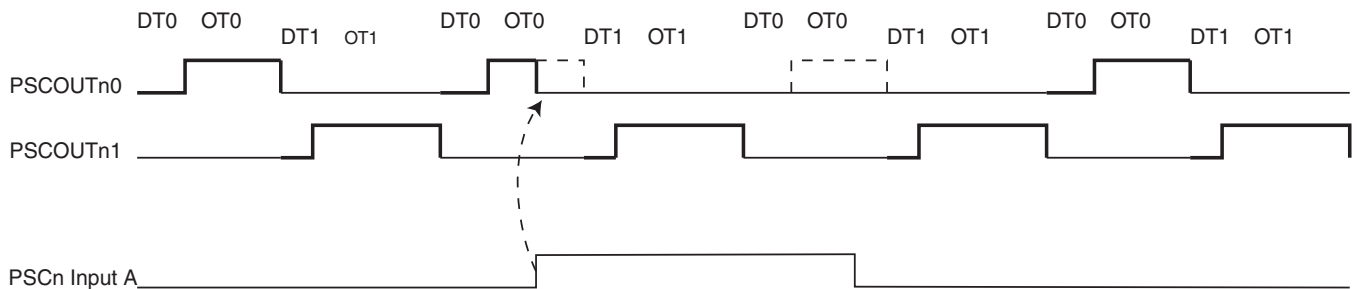 DT0 OT0 DT0 OT0 DT0 OT0 DT0 OT0
DT1 OT1 DT1 OT1 DT1 OT1 DT1 OT1
PSCOUTn0
PSCOUTn1
PSCn Input A